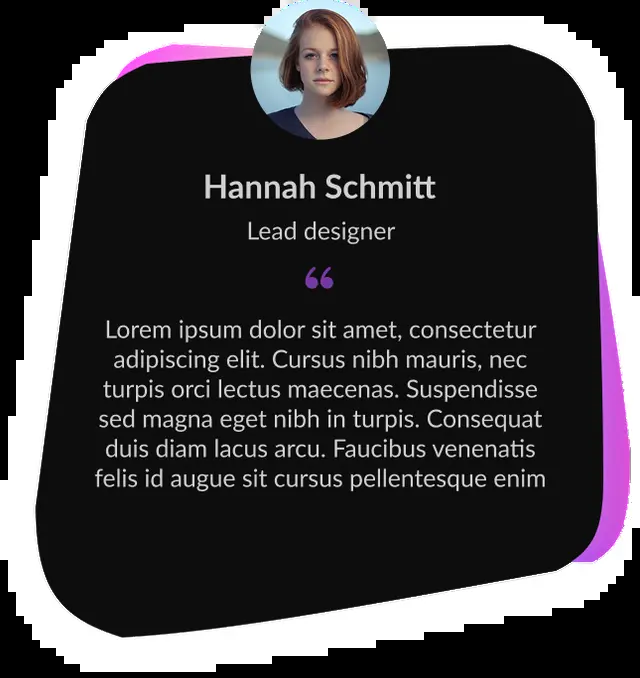 Hannah Schmitt
Lead designer
“
Lorem ipsum dolor sit amet, consectetur
adipiscing elit. Cursus nibh mauris, nec
turpis orci lectus maecenas. Suspendisse
sed magna eget nibh in turpis. Consequat
duis diam lacus arcu. Faucibus venenatis
felis id augue sit cursus pellentesque enim